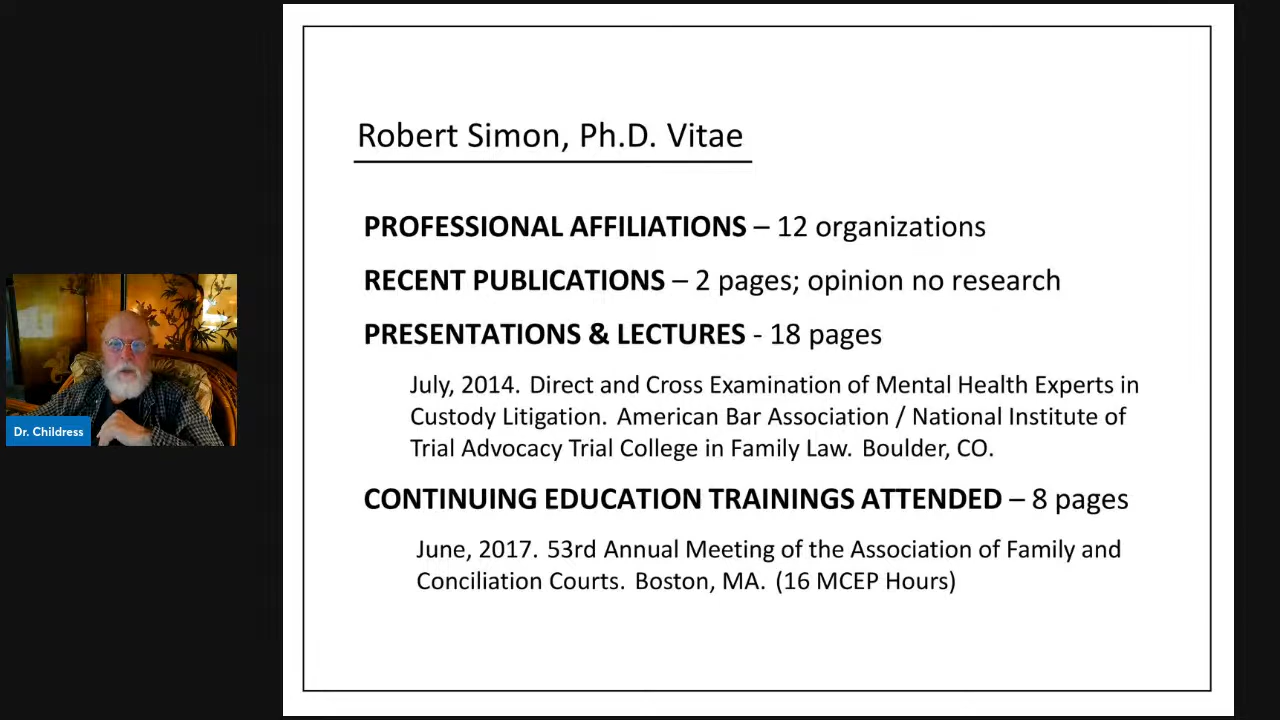 Robert Simon, Ph.D. Vitae
PROFESSIONAL AFFILIATIONS – 12 organizations
RECENT PUBLICATIONS – 2 pages; opinion no research
PRESENTATIONS & LECTURES - 18 pages
July, 2014. Direct and Cross Examination of Mental Health Experts in
Custody Litigation. American Bar Association / National Institute of
Trial Advocacy Trial College in Family Law. Boulder, CO.
CONTINUING EDUCATION TRAININGS ATTENDED – 8 pages
June, 2017. 53rd Annual Meeting of the Association of Family and
Conciliation Courts. Boston, MA. (16 MCEP Hours)
Dr. Childress